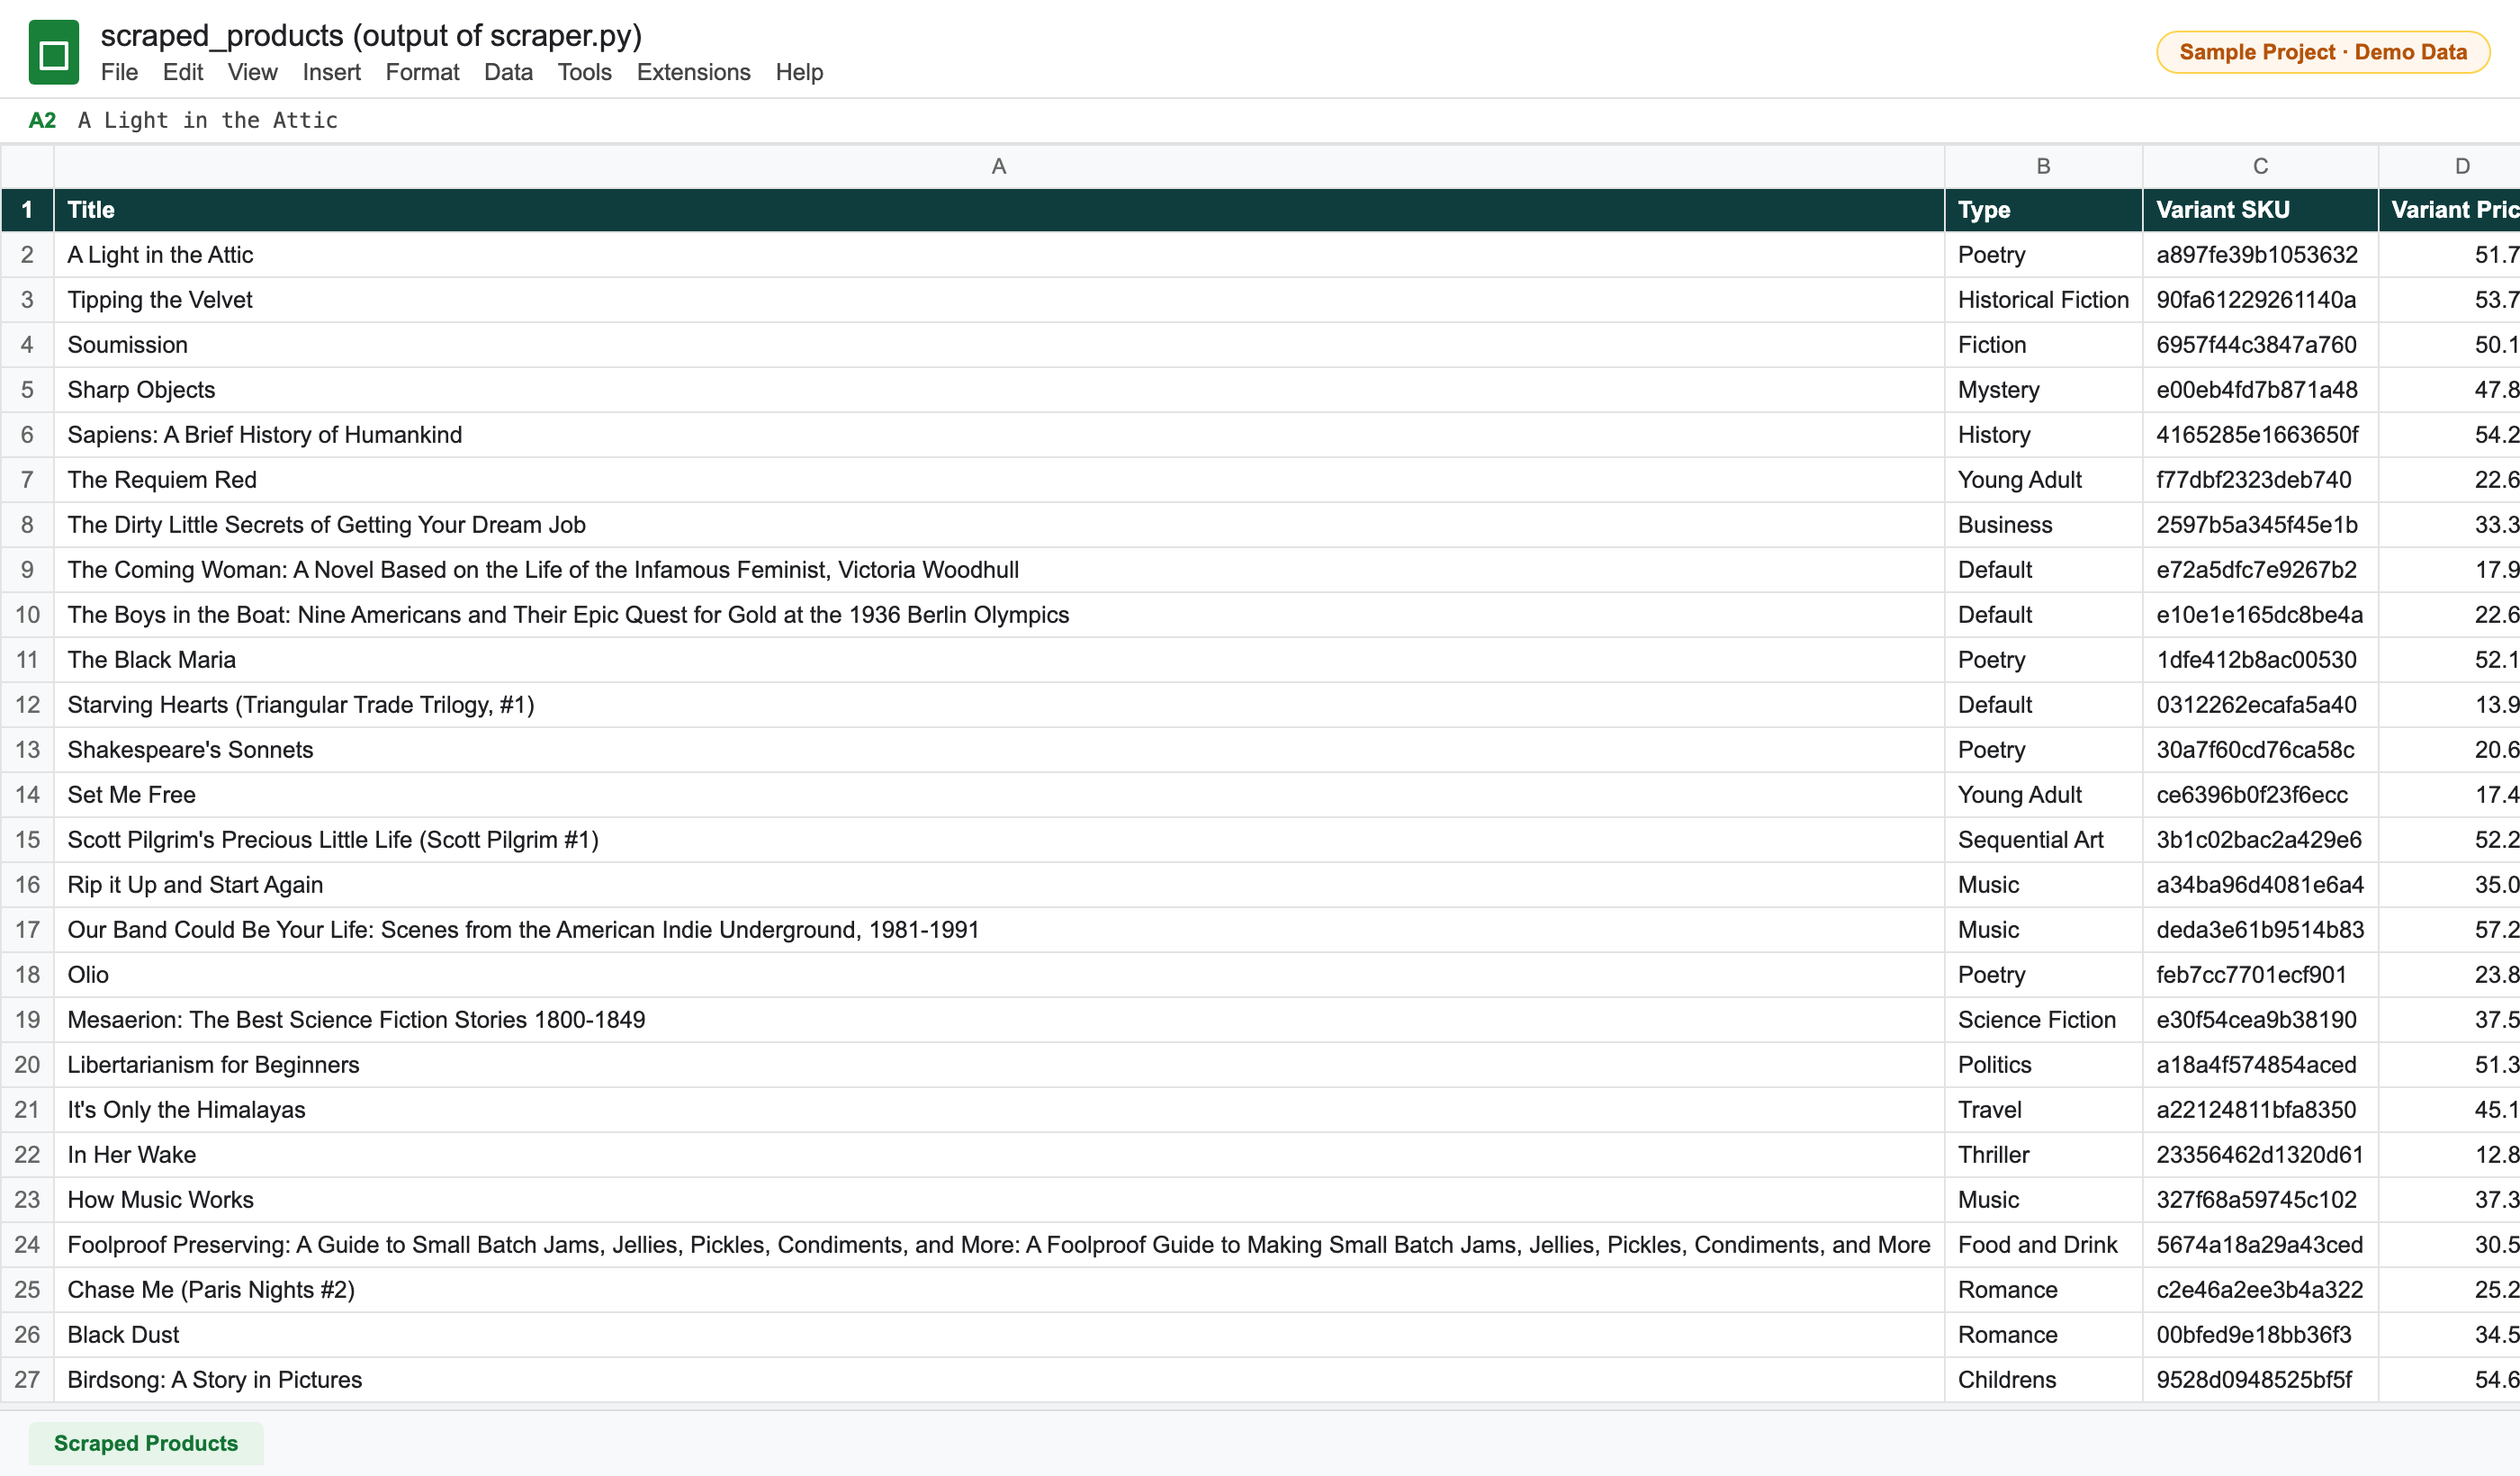 scraped_products (output of scraper.py)
File Edit View Insert Format Data Tools Extensions Help
Sample Project · Demo Data
A2 A Light in the Attic
A B C D
1 Title Type Variant SKU Variant Pric
2 A Light in the Attic Poetry a897fe39b1053632 51.7
3 Tipping the Velvet Historical Fiction 90fa61229261140a 53.7
4 Soumission Fiction 6957f44c3847a760 50.1
5 Sharp Objects Mystery e00eb4fd7b871a48 47.8
6 Sapiens: A Brief History of Humankind History 4165285e1663650f 54.2
7 The Requiem Red Young Adult f77dbf2323deb740 22.6
8 The Dirty Little Secrets of Getting Your Dream Job Business 2597b5a345f45e1b 33.3
9 The Coming Woman: A Novel Based on the Life of the Infamous Feminist, Victoria Woodhull Default e72a5dfc7e9267b2 17.9
10 The Boys in the Boat: Nine Americans and Their Epic Quest for Gold at the 1936 Berlin Olympics Default e10e1e165dc8be4a 22.6
11 The Black Maria Poetry 1dfe412b8ac00530 52.1
12 Starving Hearts (Triangular Trade Trilogy, #1) Default 0312262ecafa5a40 13.9
13 Shakespeare's Sonnets Poetry 30a7f60cd76ca58c 20.6
14 Set Me Free Young Adult ce6396b0f23f6ecc 17.4
15 Scott Pilgrim's Precious Little Life (Scott Pilgrim #1) Sequential Art 3b1c02bac2a429e6 52.2
16 Rip it Up and Start Again Music a34ba96d4081e6a4 35.0
17 Our Band Could Be Your Life: Scenes from the American Indie Underground, 1981-1991 Music deda3e61b9514b83 57.2
18 Olio Poetry feb7cc7701ecf901 23.8
19 Mesaerion: The Best Science Fiction Stories 1800-1849 Science Fiction e30f54cea9b38190 37.5
20 Libertarianism for Beginners Politics a18a4f574854aced 51.3
21 It's Only the Himalayas Travel a22124811bfa8350 45.1
22 In Her Wake Thriller 23356462d1320d61 12.8
23 How Music Works Music 327f68a59745c102 37.3
24 Foolproof Preserving: A Guide to Small Batch Jams, Jellies, Pickles, Condiments, and More: A Foolproof Guide to Making Small Batch Jams, Jellies, Pickles, Condiments, and More Food and Drink 5674a18a29a43ced 30.5
25 Chase Me (Paris Nights #2) Romance c2e46a2ee3b4a322 25.2
26 Black Dust Romance 00bfed9e18bb36f3 34.5
27 Birdsong: A Story in Pictures Childrens 9528d0948525bf5f 54.6
Scraped Products